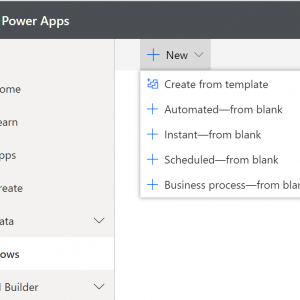 Power Apps
New
Create from template
ome
Automated—from blank
earn
Instant—from blank
pps
Scheduled—from blank
reate
Business process—from blan
ata
ows
I Builder